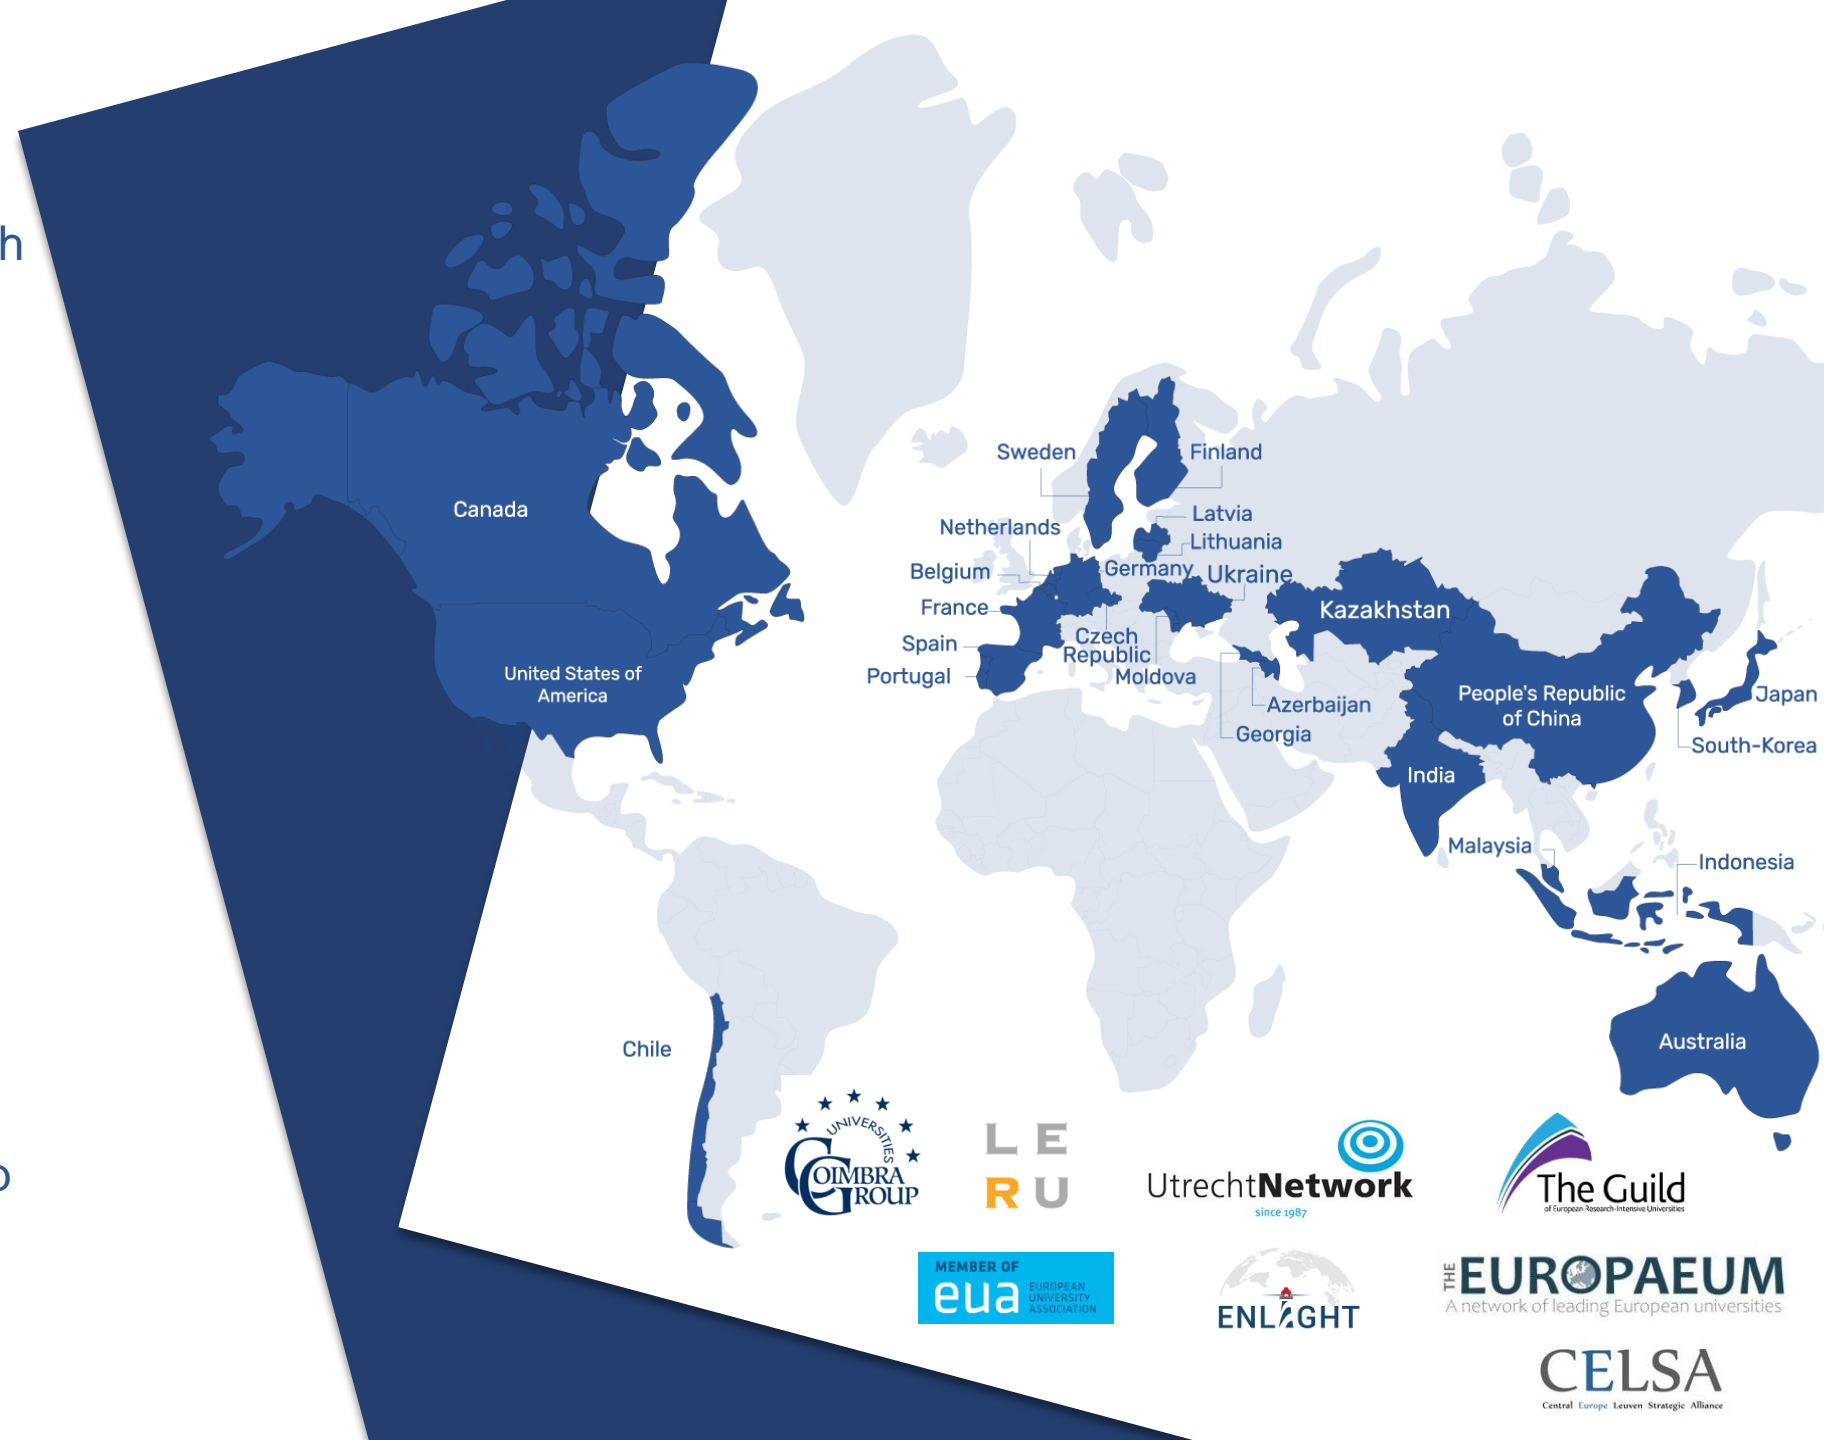 h
Sweden
Finland
Canada
Latvia
Netherlands
Lithuania
Belgium
Germany
Ukraine
France
Kazakhstan
Spain
Czech
Republic
United States of
America
Portugal
Moldova
People's Republic
of China
Japan
Azerbaijan
Georgia
South-Korea
India
Malaysia
Indonesia
Australia
Chile
UNIVERSITIES
COIMBRA
GROUP
L E
R U
UtrechtNetwork
since 1987
The Guild
of European Research-Intensive Universities
o
MEMBER OF
eua
EUROPEAN
UNIVERSITY
ASSOCIATION
ENLIGHT
THE EUROPAEUM
A network of leading European universities
CELSA
Central Europe Leuven Strategic Alliance